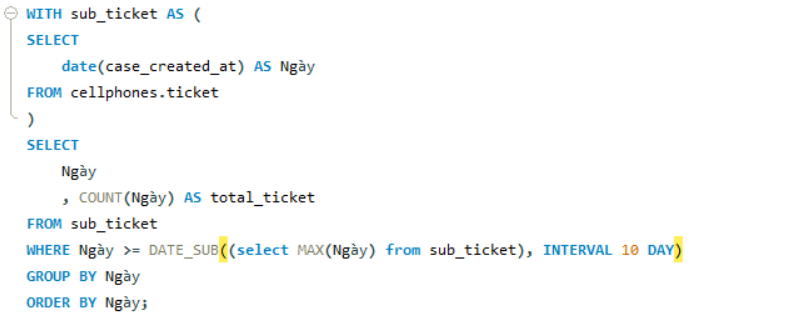 WITH sub_ticket AS (
SELECT
date(case_created_at) AS Ngày
FROM cellphones.ticket
)
SELECT
Ngày
, COUNT(Ngày) AS total_ticket
FROM sub_ticket
WHERE Ngày >= DATE_SUB((select MAX(Ngày) from sub_ticket), INTERVAL 10 DAY)
GROUP BY Ngày
ORDER BY Ngày;